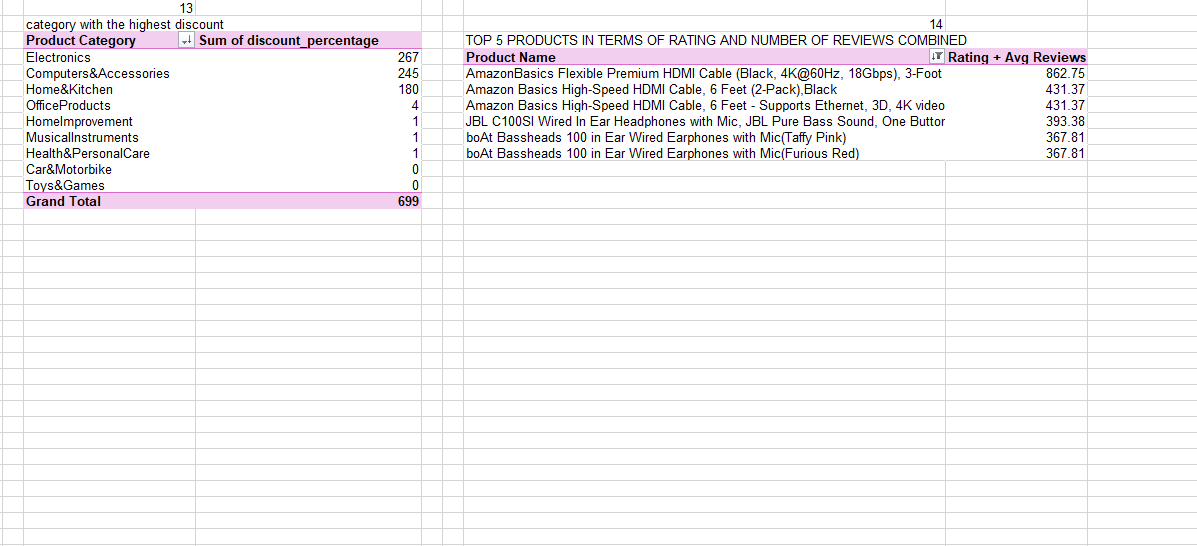 13
category with the highest discount
Product Category Sum of discount_percentage
Electronics 267
Computers&Accessories 245
Home&Kitchen 180
OfficeProducts 4
HomeImprovement 1
MusicalInstruments 1
Health&PersonalCare 1
Car&Motorbike 0
Toys&Games 0
Grand Total 699
14
TOP 5 PRODUCTS IN TERMS OF RATING AND NUMBER OF REVIEWS COMBINED
Product Name Rating + Avg Reviews
AmazonBasics Flexible Premium HDMI Cable (Black, 4K@60Hz, 18Gbps), 3-Foot 862.75
Amazon Basics High-Speed HDMI Cable, 6 Feet (2-Pack),Black 431.37
Amazon Basics High-Speed HDMI Cable, 6 Feet - Supports Ethernet, 3D, 4K video 431.37
JBL C100SI Wired In Ear Headphones with Mic, JBL Pure Bass Sound, One Buttor 393.38
boAt Bassheads 100 in Ear Wired Earphones with Mic(Taffy Pink) 367.81
boAt Bassheads 100 in Ear Wired Earphones with Mic(Furious Red) 367.81